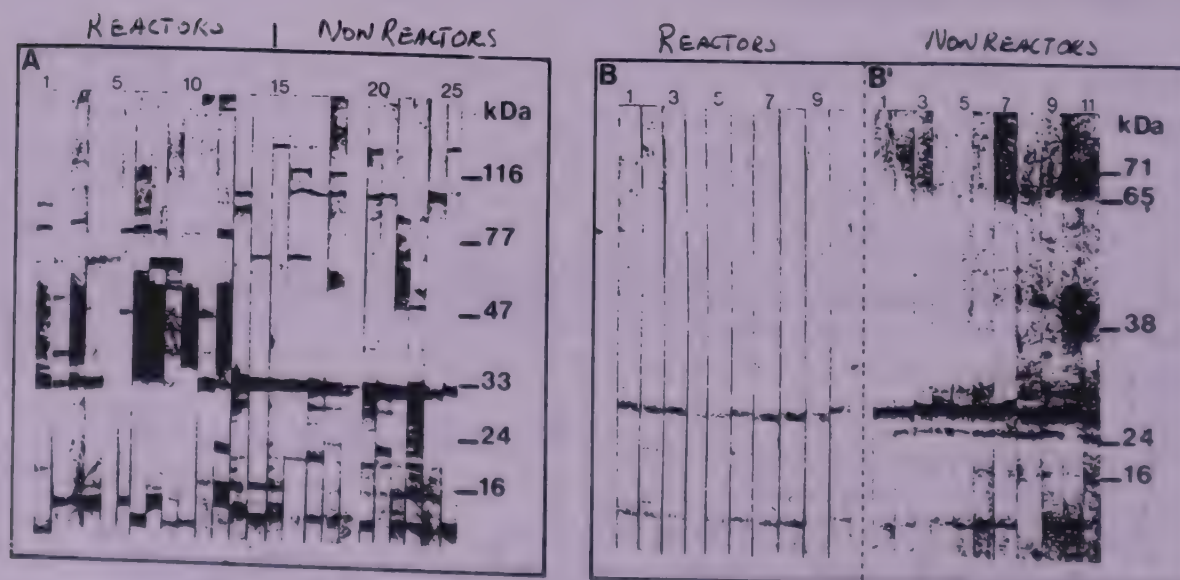 REACTORS | NON REACTORS
A
1 5 10 15 20 25
kDa
116
77
47
33
24
16
REACTORS NON REACTORS
B B'
1 3 5 7 9 1 3 5 7 9 11
kDa
71
65
38
24
16